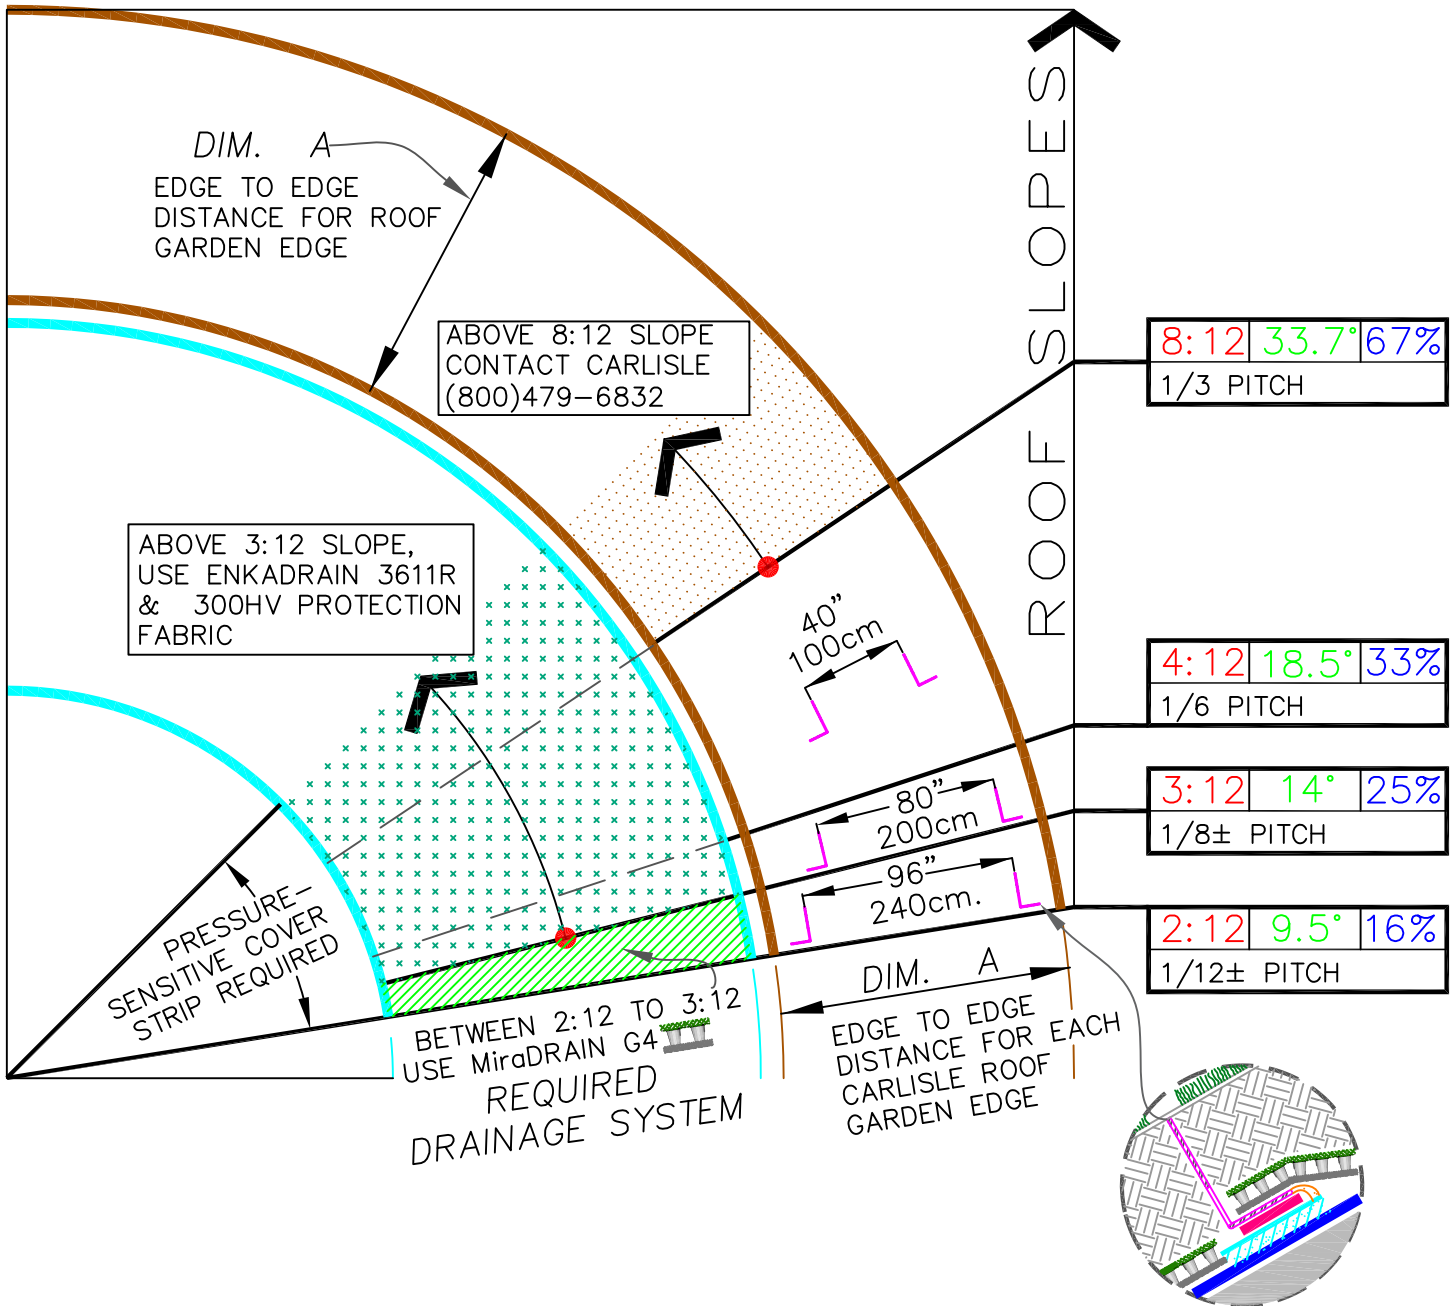 DIM. A
EDGE TO EDGE
DISTANCE FOR ROOF
GARDEN EDGE
ROOF SLOPES
ABOVE 8:12 SLOPE
CONTACT CARLISLE
(800)479-6832
8:12 33.7° 67%
1/3 PITCH
ABOVE 3:12 SLOPE,
USE ENKADRAIN 3611R
& 300HV PROTECTION
FABRIC
40"
100cm
4:12 18.5° 33%
1/6 PITCH
80"
200cm
3:12 14° 25%
1/8± PITCH
96"
240cm.
2:12 9.5° 16%
1/12± PITCH
PRESSURE-
SENSITIVE COVER
STRIP REQUIRED
BETWEEN 2:12 TO 3:12
USE MiraDRAIN G4
REQUIRED
DRAINAGE SYSTEM
DIM. A
EDGE TO EDGE
DISTANCE FOR EACH
CARLISLE ROOF
GARDEN EDGE